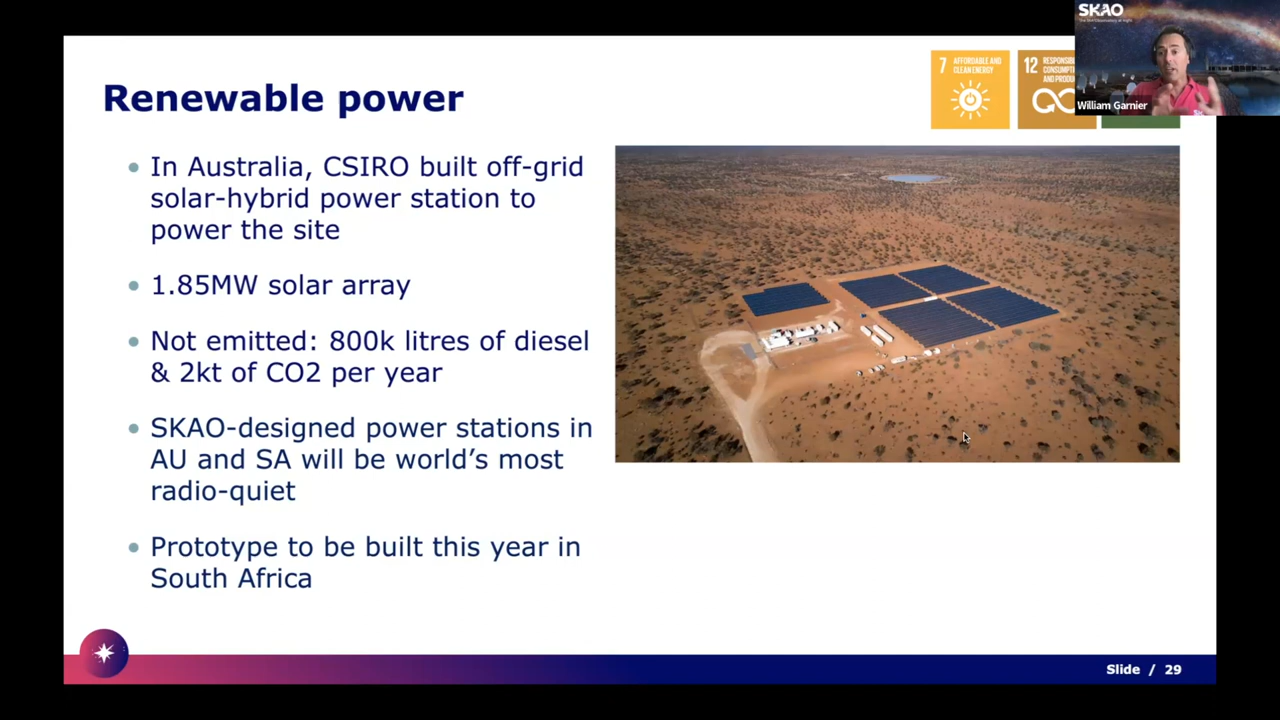 SKAO
Renewable power
7 AFFORDABLE AND
CLEAN ENERGY
12
AND
William Garnier
In Australia, CSIRO built off-grid
solar-hybrid power station to
power the site
1.85MW solar array
Not emitted: 800k litres of diesel
& 2kt of CO2 per year
SKAO-designed power stations in
AU and SA will be world’s most
radio-quiet
Prototype to be built this year in
South Africa
Slide / 29